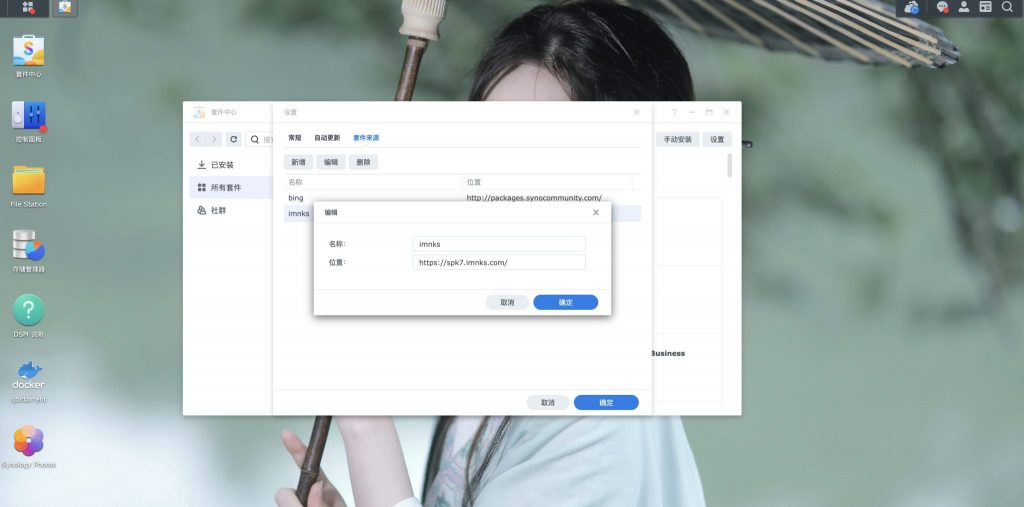 套件中心
控制面板
File Station
存储管理器
DSM 说明
docker
qbittorrent
Synology Photos
套件中心
设置
搜
手动安装
设置
已安装
所有套件
社群
常规
自动更新
套件来源
新增
编辑
删除
名称
位置
bing
http://packages.synocommunity.com/
imnks
编辑
名称:
imnks
位置:
https://spk7.imnks.com/
取消
确定
Business
取消
确定